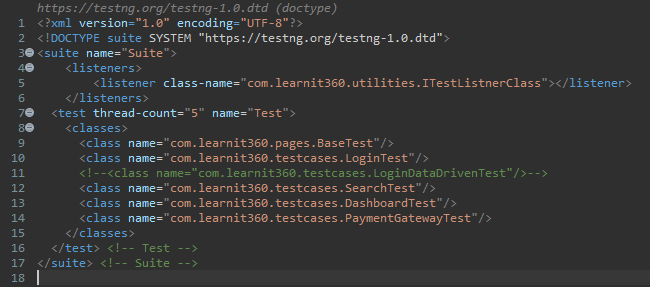 https://testng.org/testng-1.0.dtd (doctype)
1 <?xml version="1.0" encoding="UTF-8"?>
2 <!DOCTYPE suite SYSTEM "https://testng.org/testng-1.0.dtd">
3 <suite name="Suite">
4 <listeners>
5 <listener class-name="com.learnit360.utilities.ITestListnerClass"></listener>
6 </listeners>
7 <test thread-count="5" name="Test">
8 <classes>
9 <class name="com.learnit360.pages.BaseTest"/>
10 <class name="com.learnit360.testcases.LoginTest"/>
11 <!--<class name="com.learnit360.testcases.LoginDataDrivenTest"/>-->
12 <class name="com.learnit360.testcases.SearchTest"/>
13 <class name="com.learnit360.testcases.DashboardTest"/>
14 <class name="com.learnit360.testcases.PaymentGatewayTest"/>
15 </classes>
16 </test> <!-- Test -->
17 </suite> <!-- Suite -->
18